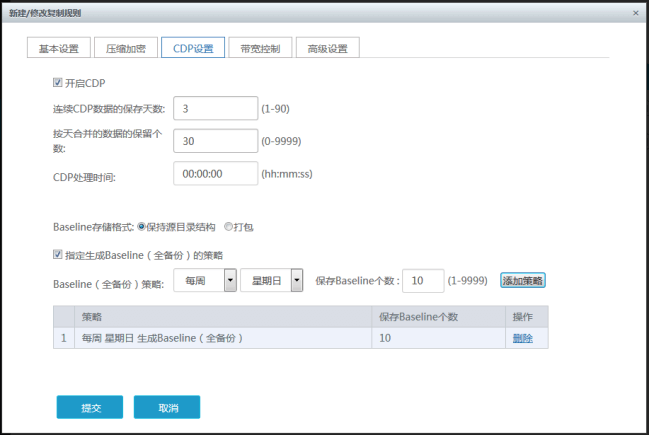 新建/修改复制规则 ×
基本设置 压缩加密 CDP设置 带宽控制 高级设置
开启CDP
连续CDP数据的保存天数: 3 (1-90)
按天合并的数据的保留个
数: 30 (0-9999)
CDP处理时间: 00:00:00 (hh:mm:ss)
Baseline存储格式: 保持源目录结构 打包
指定生成Baseline（全备份）的策略
Baseline（全备份）策略: 每周 星期日 保存Baseline个数 : 10 (1-9999) 添加策略
策略 保存Baseline个数 操作
1 每周 星期日 生成Baseline（全备份） 10 删除
提交 取消